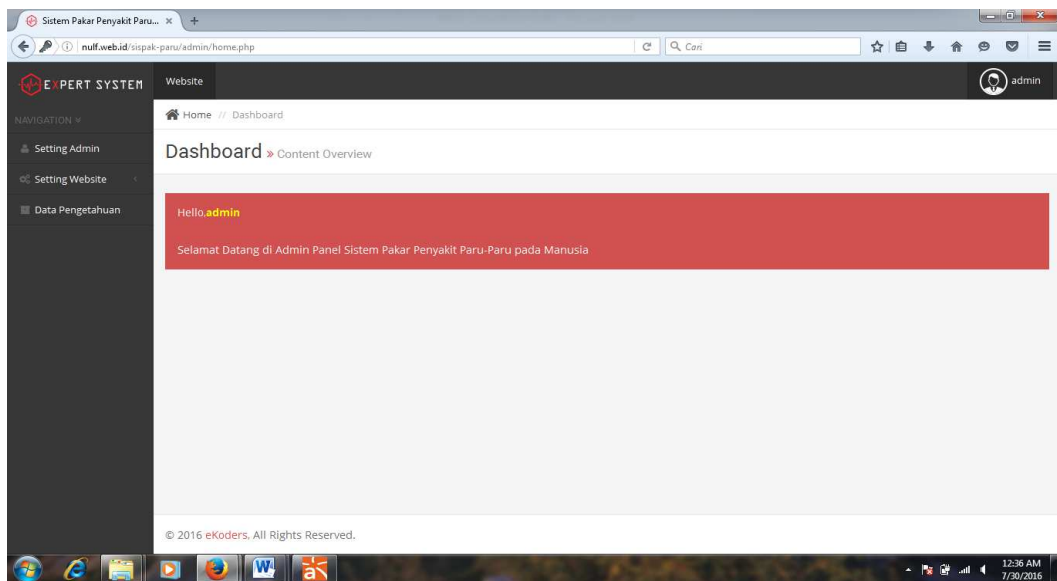 Sistem Pakar Penyakit Paru... × +
nulf.web.id/sispak-paru/admin/home.php
Cari
EXPERT SYSTEM
Website
admin
NAVIGATION
Home // Dashboard
Setting Admin
Dashboard » Content Overview
Setting Website
Data Pengetahuan
Hello,admin
Selamat Datang di Admin Panel Sistem Pakar Penyakit Paru-Paru pada Manusia
© 2016 eKoders. All Rights Reserved.
12:36 AM
7/30/2016